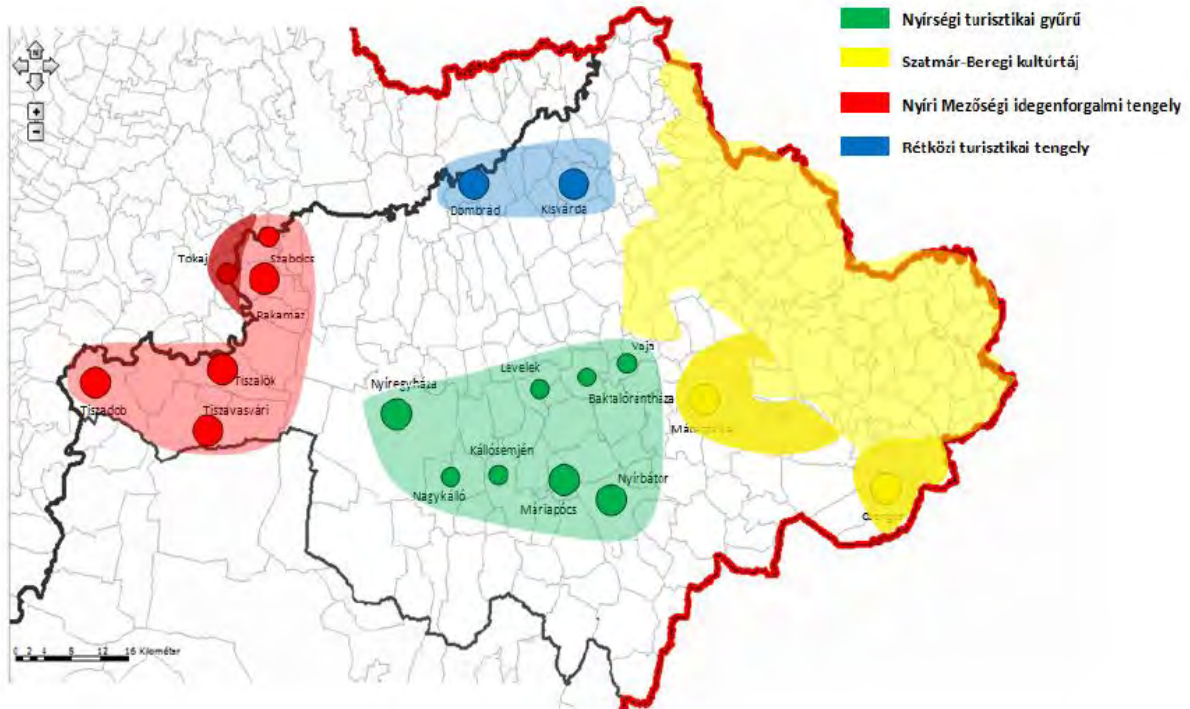 Nyírségi turisztikai gyűrű
Szatmár-Beregi kultúrtáj
Nyíri Mezőségi idegenforgalmi tengely
Rétközi turisztikai tengely
N
+
−
Dombrád
Kisvárda
Tokaj
Szabolcs
Rakamaz
Tiszalök
Tiszadob
Tiszavasvári
Nyíregyháza
Levelek
Vaja
Baktalórántháza
Kállósemjén
Nagykálló
Máriapócs
Nyírbátor
0 2 4 8 12 16 Kilométer